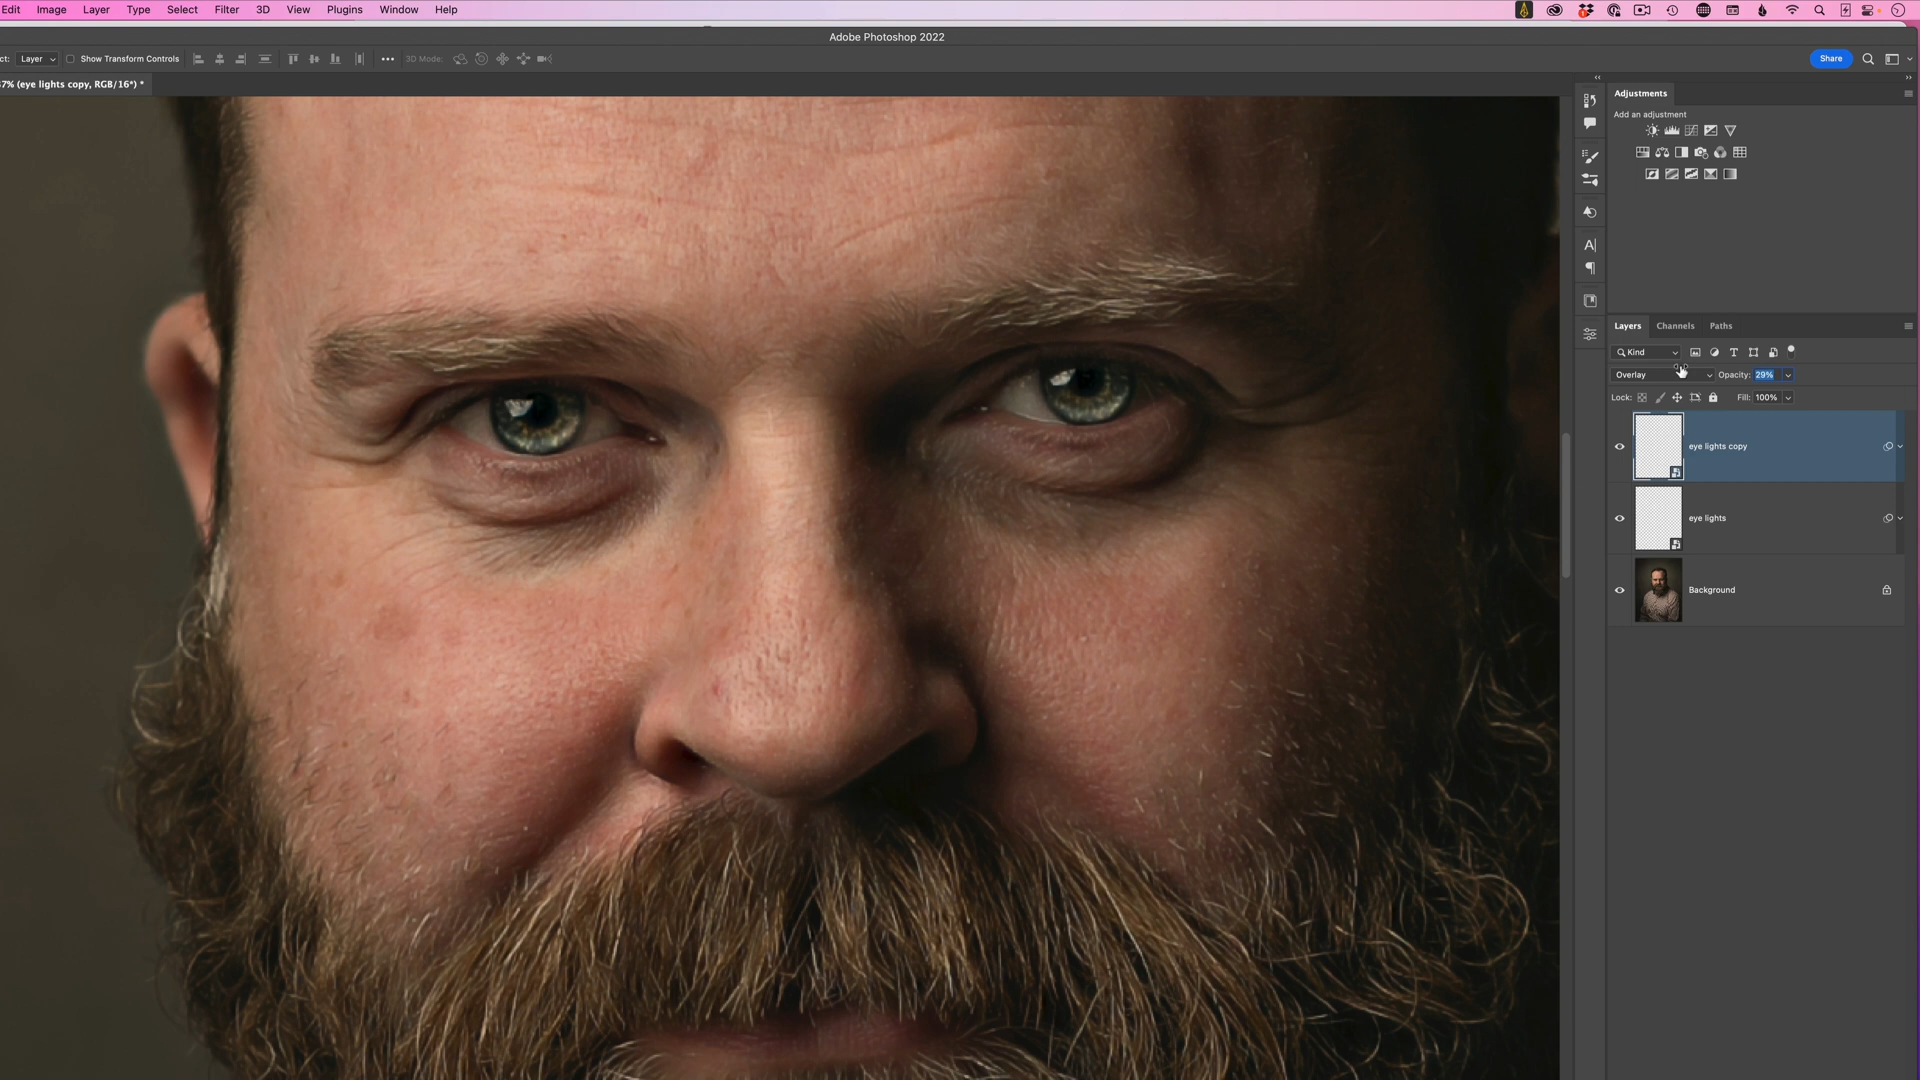 Edit Image Layer Type Select Filter 3D View Plugins Window Help
Adobe Photoshop 2022
ct: Layer Show Transform Controls 3D Mode: Share
7% (eye lights copy, RGB/16*) *
Adjustments
Add an adjustment
Layers Channels Paths
Kind
Overlay Opacity: 29%
Lock: Fill: 100%
eye lights copy
eye lights
Background